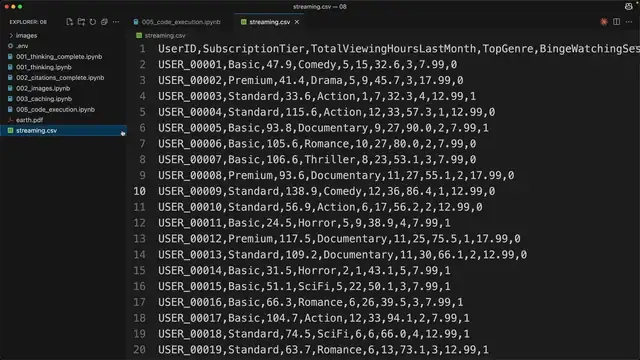 streaming.csv — 08
EXPLORER: 08
images
.env
001_thinking_complete.ipynb
001_thinking.ipynb
002_citations_complete.ipynb
002_images.ipynb
003_caching.ipynb
005_code_execution.ipynb
earth.pdf
streaming.csv
005_code_execution.ipynb
streaming.csv
streaming.csv
1 UserID,SubscriptionTier,TotalViewingHoursLastMonth,TopGenre,BingeWatchingSes
2 USER_00001,Basic,47.9,Comedy,5,15,32.6,3,7.99,0
3 USER_00002,Premium,41.4,Drama,5,9,45.7,3,17.99,0
4 USER_00003,Standard,33.6,Action,1,7,32.3,4,12.99,1
5 USER_00004,Standard,115.6,Action,12,33,57.3,1,12.99,0
6 USER_00005,Basic,93.8,Documentary,9,27,90.0,2,7.99,1
7 USER_00006,Basic,105.6,Romance,10,27,80.0,2,7.99,0
8 USER_00007,Basic,106.6,Thriller,8,23,53.1,3,7.99,0
9 USER_00008,Premium,93.6,Documentary,11,27,55.1,2,17.99,0
10 USER_00009,Standard,138.9,Comedy,12,36,86.4,1,12.99,0
11 USER_00010,Standard,56.9,Action,6,17,56.2,2,12.99,0
12 USER_00011,Basic,24.5,Horror,5,9,38.9,4,7.99,1
13 USER_00012,Premium,117.5,Documentary,11,25,75.5,1,17.99,0
14 USER_00013,Standard,109.2,Documentary,11,30,66.1,2,12.99,0
15 USER_00014,Basic,31.5,Horror,2,1,43.1,5,7.99,1
16 USER_00015,Basic,51.1,SciFi,5,22,50.1,3,7.99,1
17 USER_00016,Basic,66.3,Romance,6,26,39.5,3,7.99,1
18 USER_00017,Basic,104.7,Action,12,33,94.1,2,7.99,1
19 USER_00018,Standard,74.5,SciFi,6,6,66.0,4,12.99,1
20 USER_00019,Standard,63.7,Romance,6,13,73.1,3,12.99,1